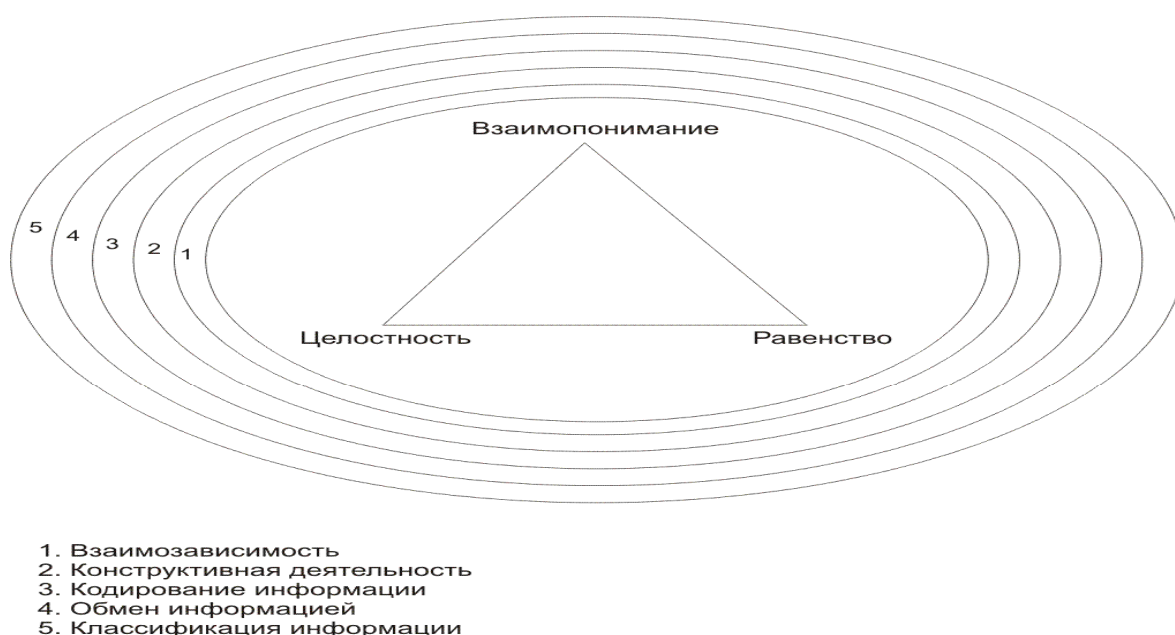 Взаимопонимание
5 4 3 2 1
Целостность Равенство
1. Взаимозависимость
2. Конструктивная деятельность
3. Кодирование информации
4. Обмен информацией
5. Классификация информации